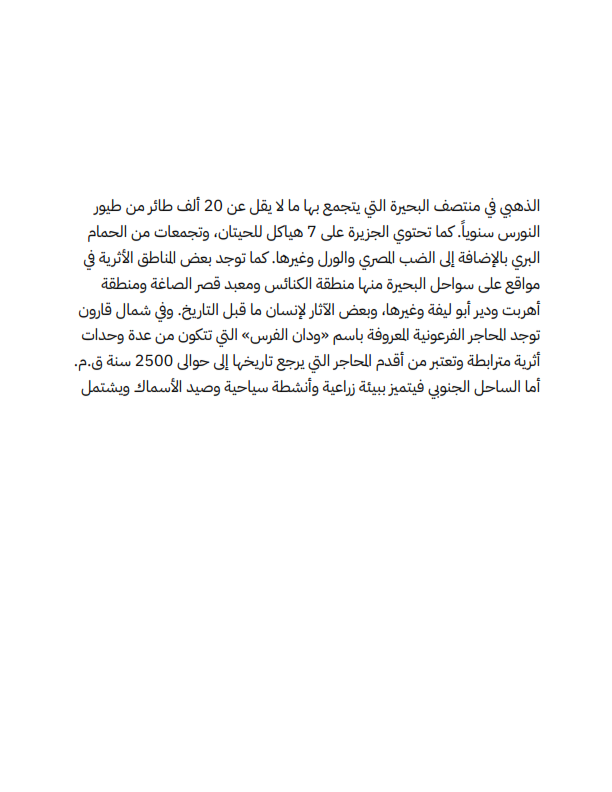 الذهبي في منتصف البحيرة التي يتجمع بها ما لا يقل عن 20 ألف طائر من طيور
النورس سنوياً. كما تحتوي الجزيرة على 7 هياكل للحيتان، وتجمعات من الحمام
البري بالإضافة إلى الضب المصري والورل وغيرها. كما توجد بعض المناطق الأثرية في
مواقع على سواحل البحيرة منها منطقة الكنائس ومعبد قصر الصاغة ومنطقة
أهربت ودير أبو ليفة وغيرها، وبعض الآثار لإنسان ما قبل التاريخ. وفي شمال قارون
توجد المحاجر الفرعونية المعروفة باسم «ودان الفرس» التي تتكون من عدة وحدات
أثرية مترابطة وتعتبر من أقدم المحاجر التي يرجع تاريخها إلى حوالى 2500 سنة ق.م.
أما الساحل الجنوبي فيتميز ببيئة زراعية وأنشطة سياحية وصيد الأسماك ويشتمل